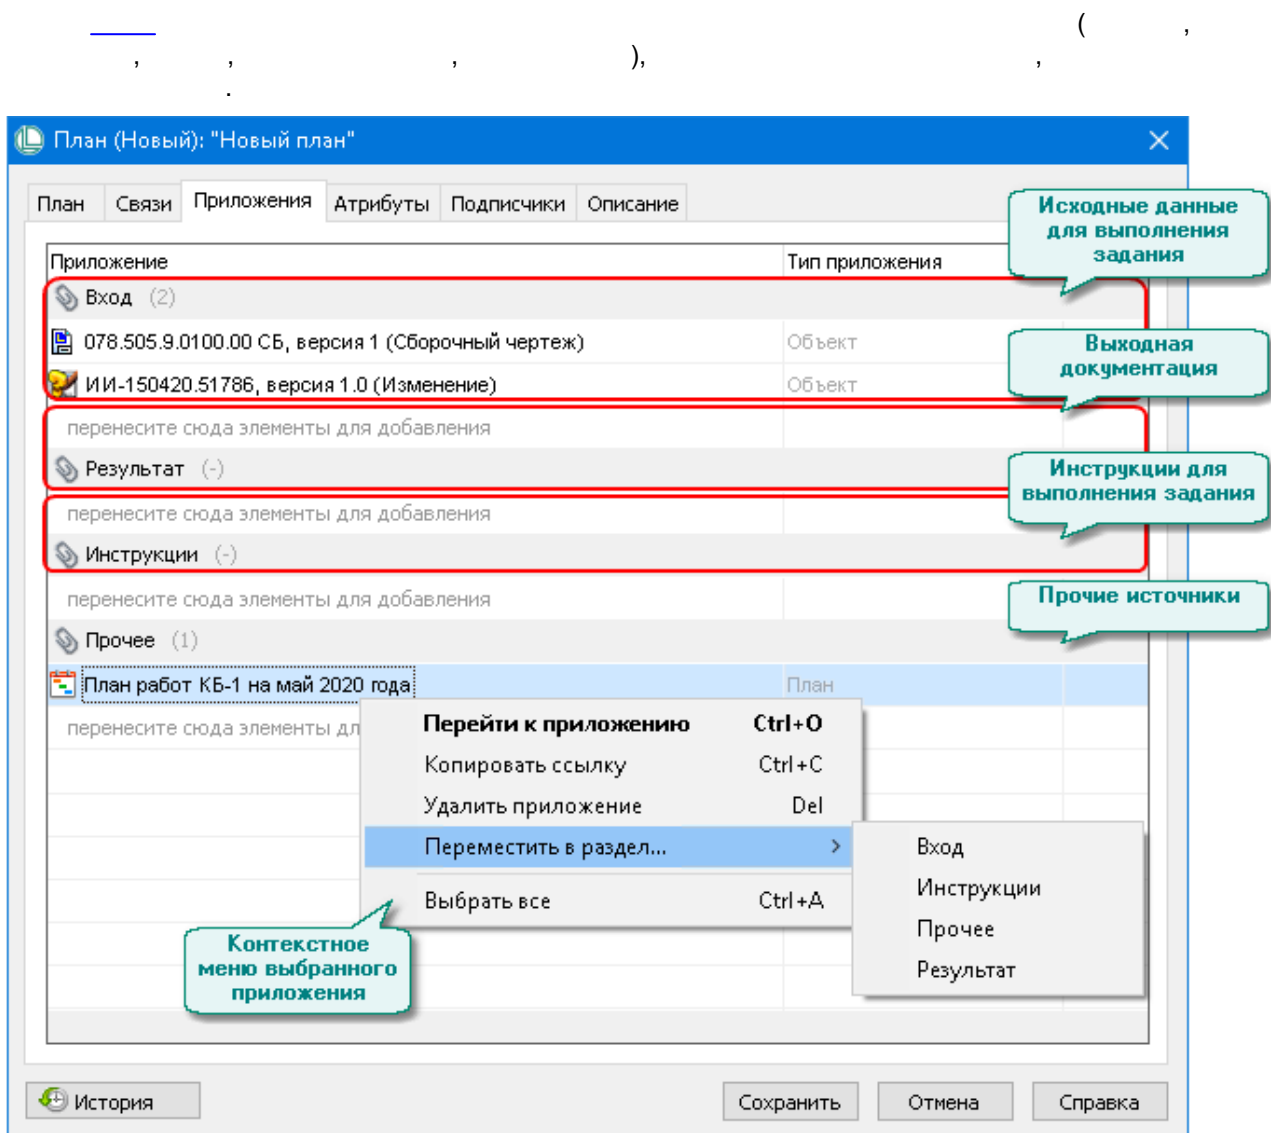 ( ,
, , , ), ,
.
План (Новый): "Новый план"
План Связи Приложения Атрибуты Подписчики Описание
Исходные данные
для выполнения
задания
Приложение Тип приложения
Вход (2)
078.505.9.0100.00 СБ, версия 1 (Сборочный чертеж) Объект
Выходная
документация
ИИ-150420.51786, версия 1.0 (Изменение) Объект
перенесите сюда элементы для добавления
Результат (-)
Инструкции для
выполнения задания
перенесите сюда элементы для добавления
Инструкции (-)
перенесите сюда элементы для добавления
Прочие источники
Прочее (1)
План работ КБ-1 на май 2020 года План
перенесите сюда элементы дл
Перейти к приложению Ctrl+O
Копировать ссылку Ctrl+C
Удалить приложение Del
Переместить в раздел... >
Выбрать все Ctrl+A
Вход
Инструкции
Прочее
Результат
Контекстное
меню выбранного
приложения
История Сохранить Отмена Справка